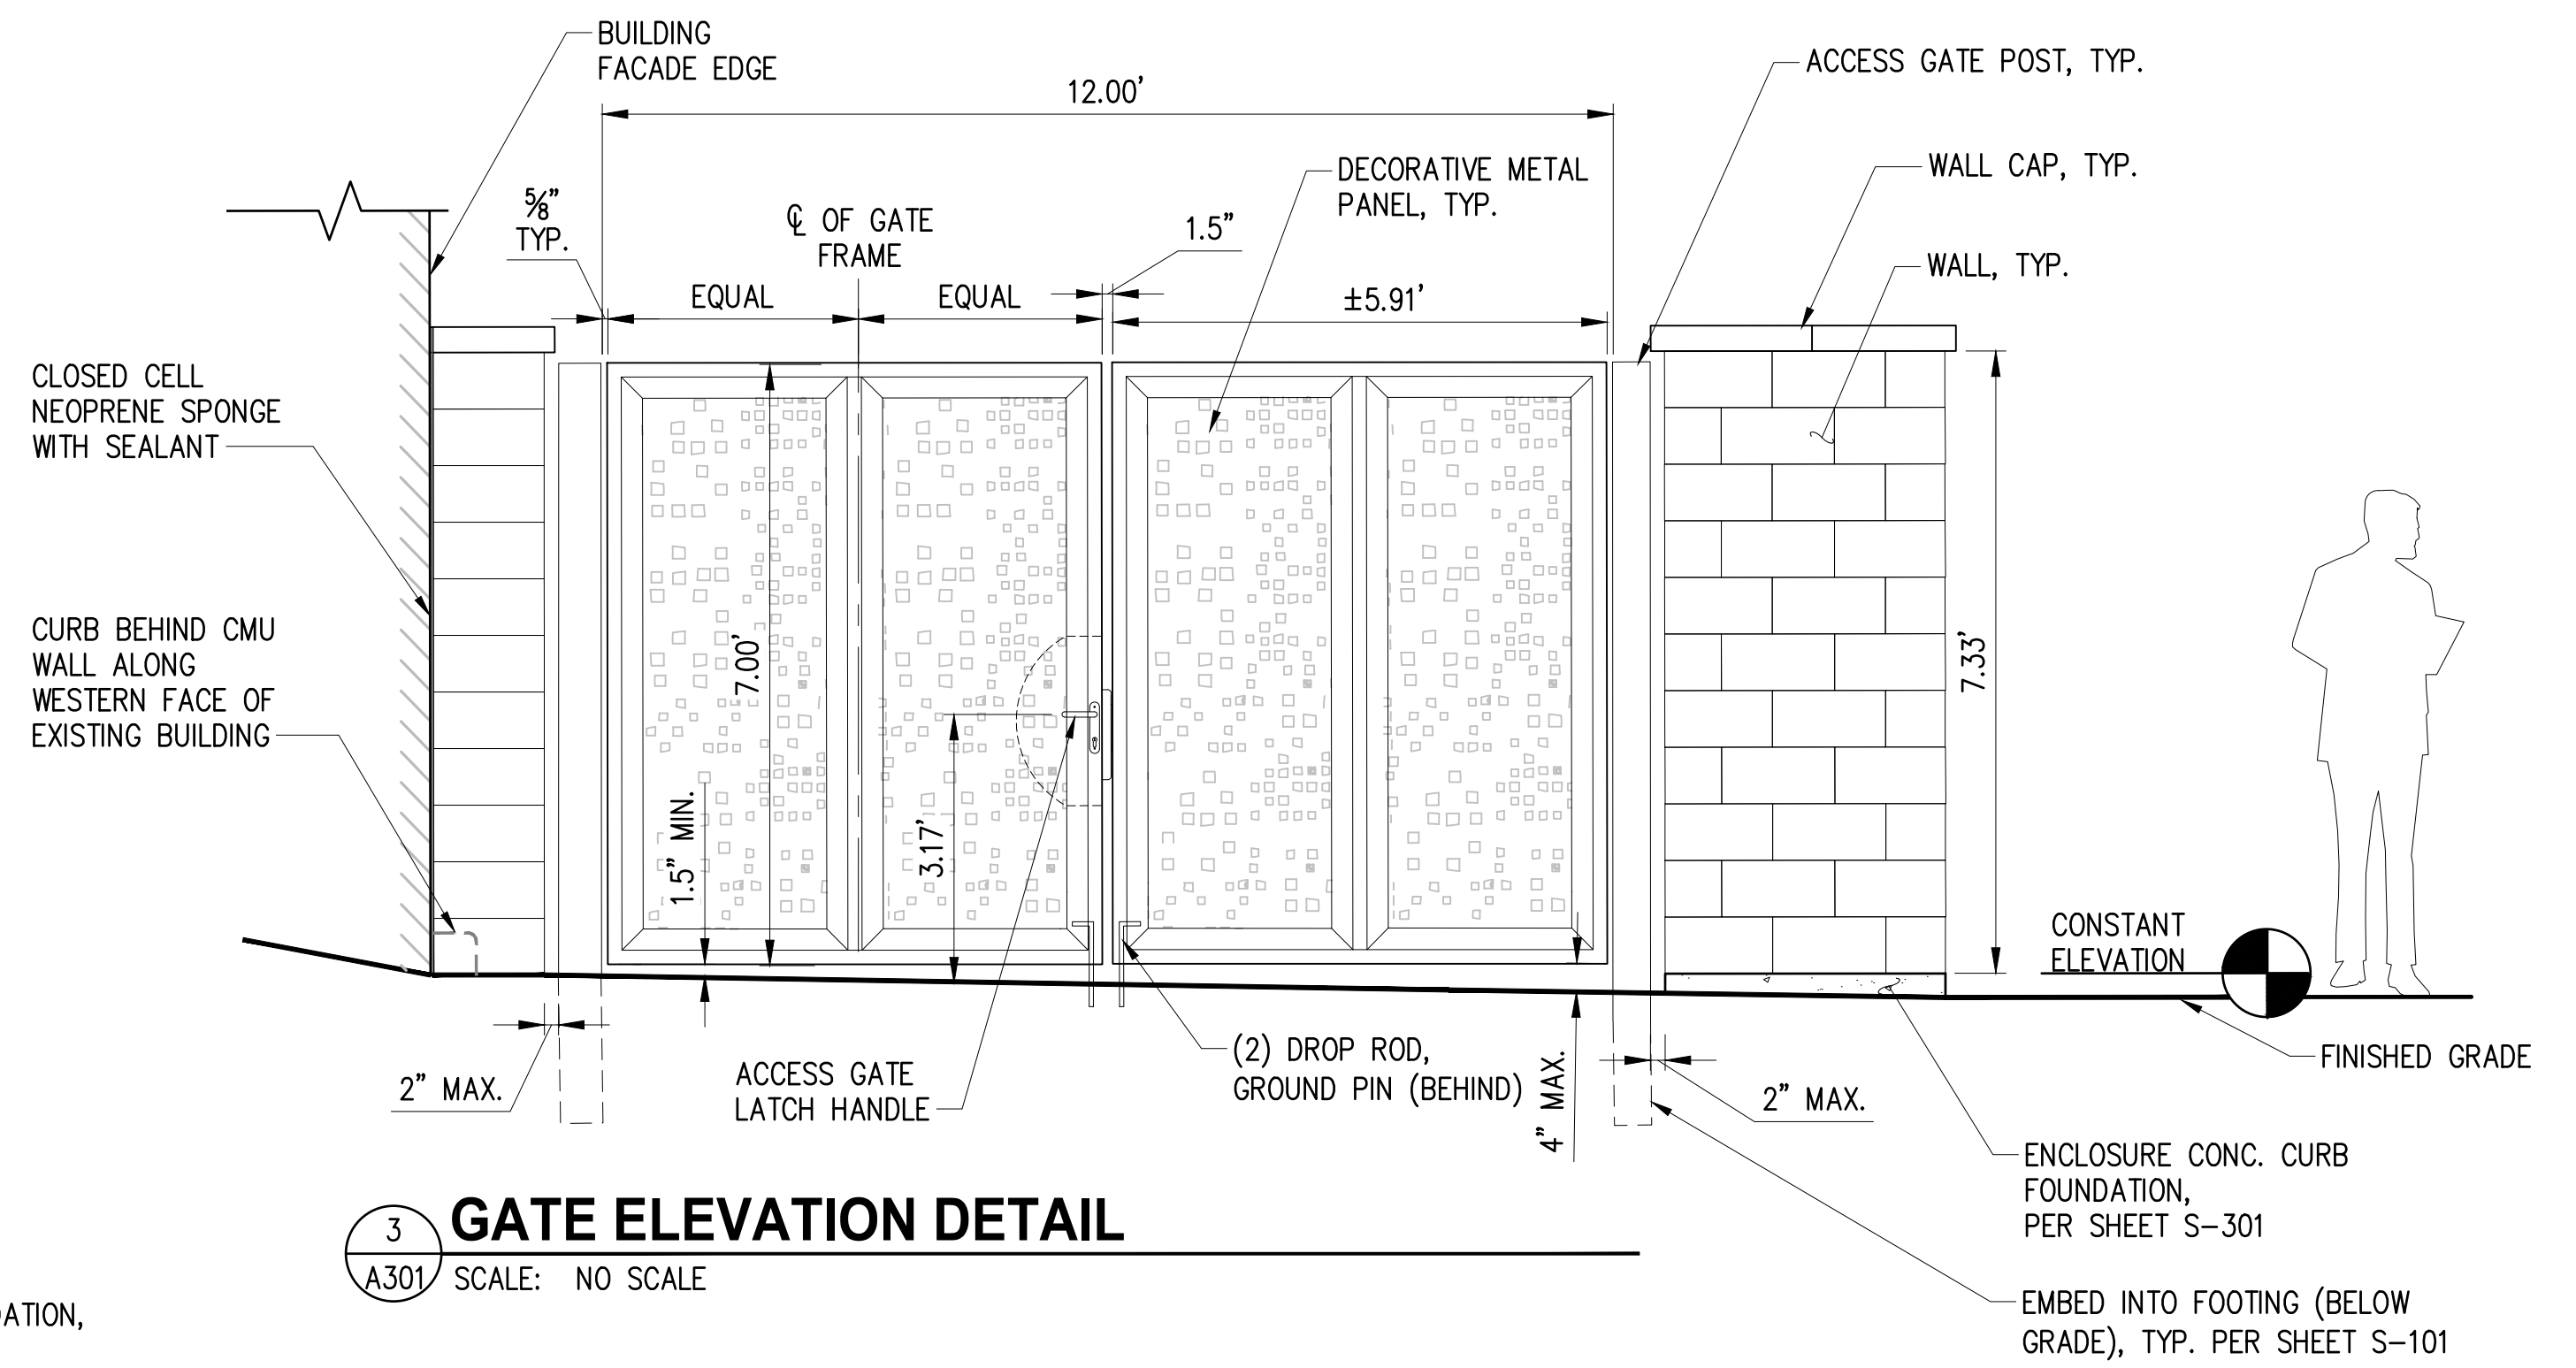 BUILDING
FACADE EDGE
12.00'
ACCESS GATE POST, TYP.
DECORATIVE METAL
PANEL, TYP.
WALL CAP, TYP.
⅝"
TYP.
℄ OF GATE
FRAME
1.5"
WALL, TYP.
EQUAL
EQUAL
±5.91'
CLOSED CELL
NEOPRENE SPONGE
WITH SEALANT
CURB BEHIND CMU
WALL ALONG
WESTERN FACE OF
EXISTING BUILDING
7.00'
1.5" MIN.
3.17'
7.33'
CONSTANT
ELEVATION
2" MAX.
ACCESS GATE
LATCH HANDLE
(2) DROP ROD,
GROUND PIN (BEHIND)
4" MAX.
2" MAX.
FINISHED GRADE
ENCLOSURE CONC. CURB
FOUNDATION,
PER SHEET S-301
EMBED INTO FOOTING (BELOW
GRADE), TYP. PER SHEET S-101
3
A301
GATE ELEVATION DETAIL
SCALE: NO SCALE
DATION,